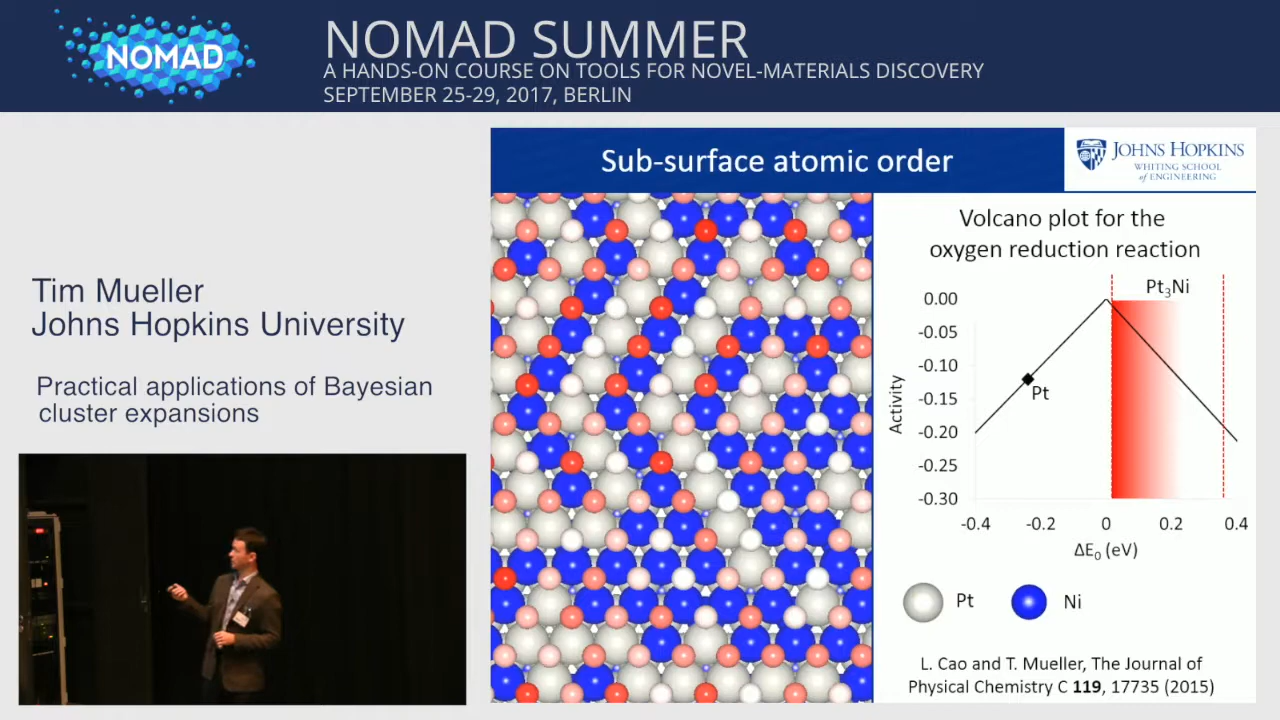 NOMAD
NOMAD SUMMER
A HANDS-ON COURSE ON TOOLS FOR NOVEL-MATERIALS DISCOVERY
SEPTEMBER 25-29, 2017, BERLIN
Tim Mueller
Johns Hopkins University
Practical applications of Bayesian
cluster expansions
Sub-surface atomic order
JOHNS HOPKINS
WHITING SCHOOL
of ENGINEERING
Volcano plot for the
oxygen reduction reaction
Pt₃Ni
0.00
-0.05
-0.10
-0.15
-0.20
-0.25
-0.30
Activity
Pt
-0.4 -0.2 0 0.2 0.4
ΔE₀ (eV)
Pt Ni
L. Cao and T. Mueller, The Journal of
Physical Chemistry C 119, 17735 (2015)